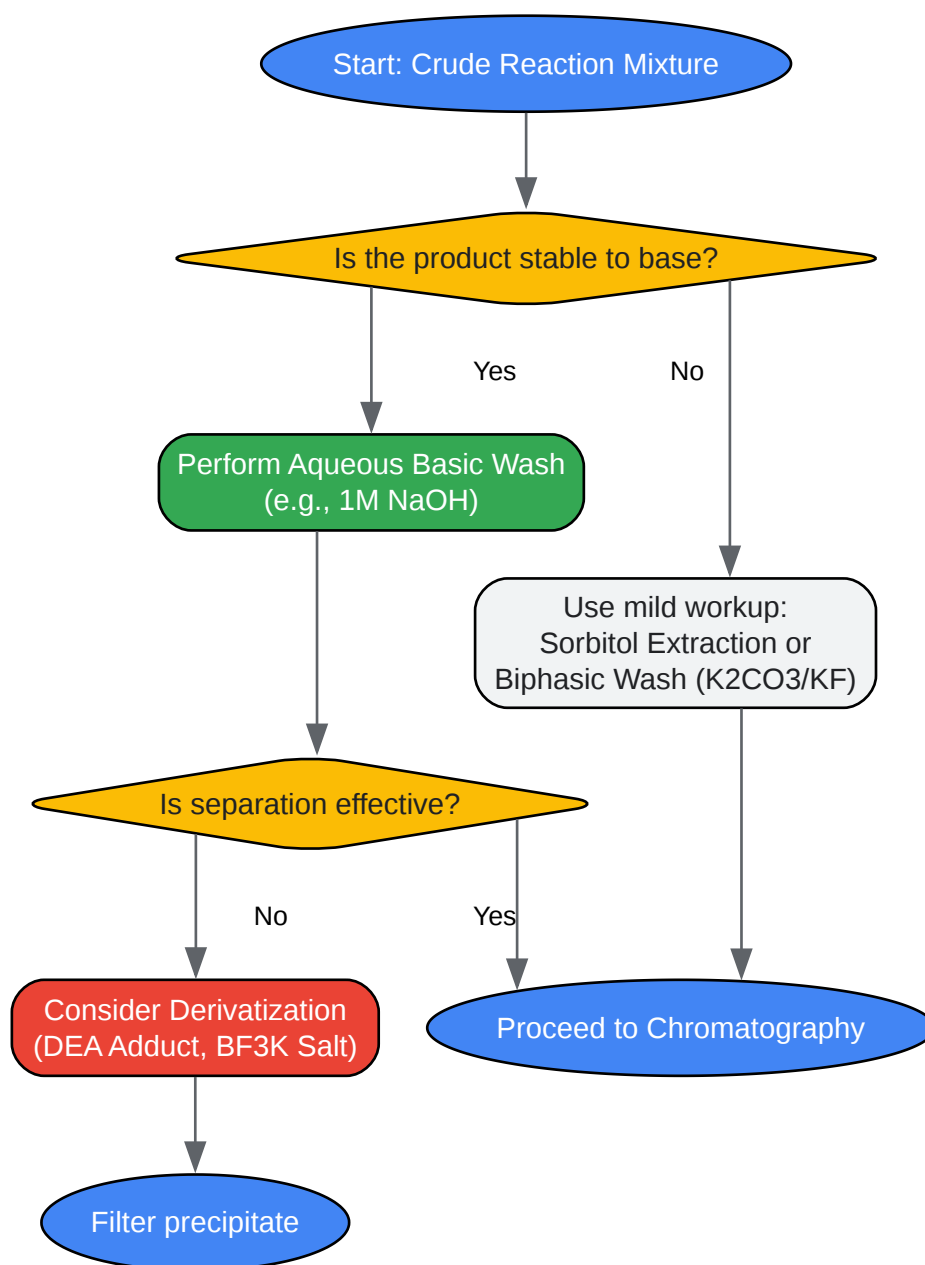 Start: Crude Reaction Mixture
Is the product stable to base?
Yes
No
Perform Aqueous Basic Wash
(e.g., 1M NaOH)
Use mild workup:
Sorbitol Extraction or
Biphasic Wash (K2CO3/KF)
Is separation effective?
No
Yes
Consider Derivatization
(DEA Adduct, BF3K Salt)
Proceed to Chromatography
Filter precipitate